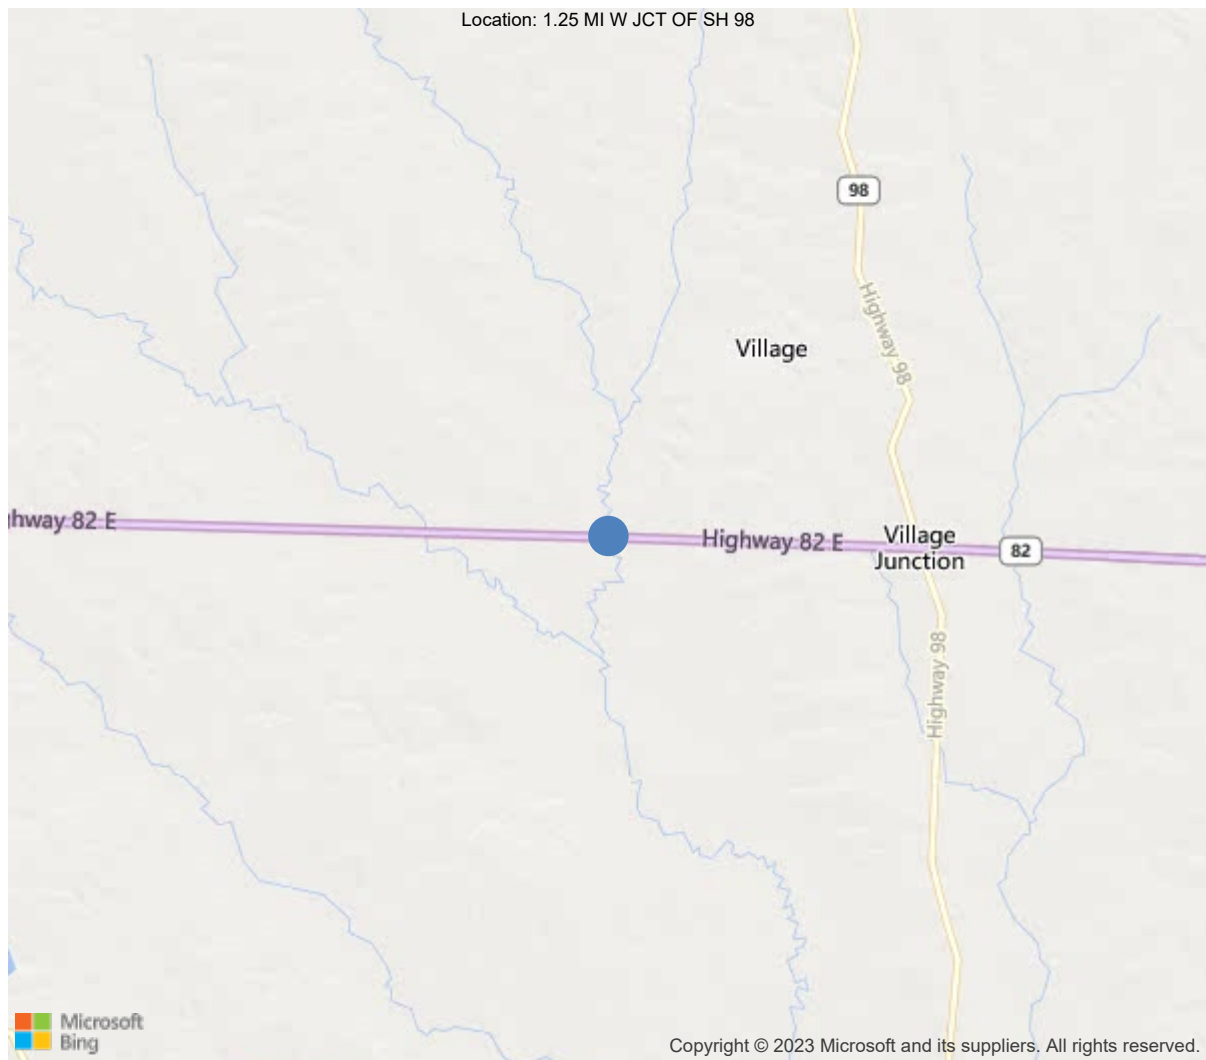 Location: 1.25 MI W JCT OF SH 98
98
Highway 98
Village
hway 82 E
Highway 82 E
Village
Junction
82
Highway 98
Microsoft
Bing
Copyright © 2023 Microsoft and its suppliers. All rights reserved.